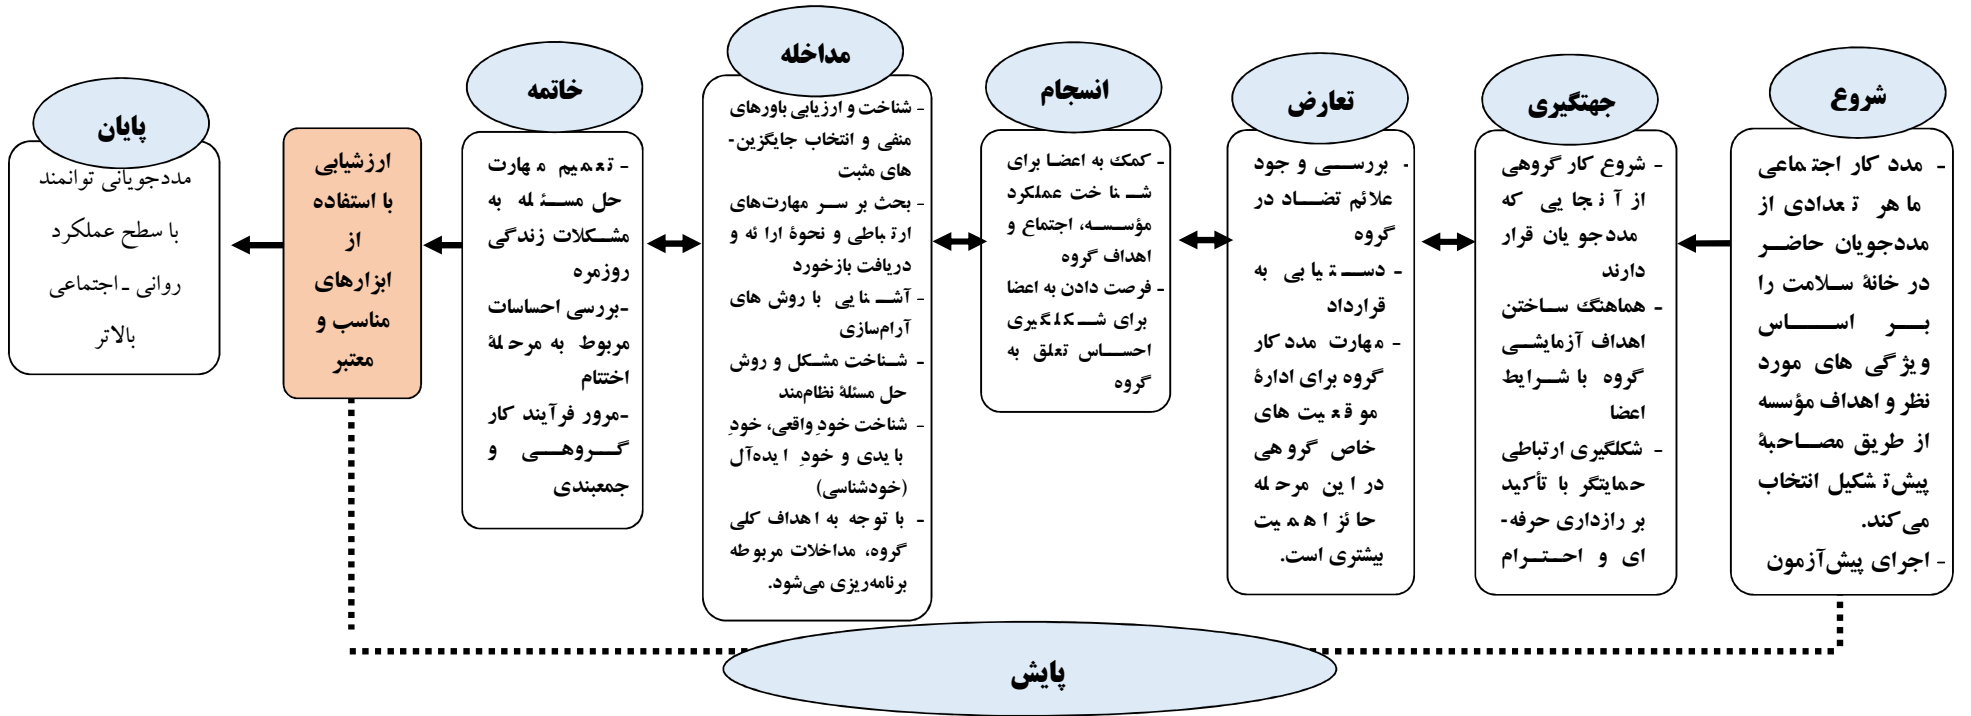 شروع
- مدد کار اجتماعی
ماهر تعدادی از
مددجویان حاضر
در خانهٔ سلامت را
بر اساس
ویژگی های مورد
نظر و اهداف مؤسسه
از طریق مصاحبهٔ
پیش‌تشکیل انتخاب
می کند.
- اجرای پیش‌آزمون
جهتگیری
- شروع کار گروهی
از آنجایی که
مددجویان قرار
دارند
- هماهنگ ساختن
اهداف آزمایشی
گروه با شرایط
اعضا
- شکلگیری ارتباطی
حمایتگر با تأکید
بر رازداری حرفه-
ای و احترام
تعارض
- بررسی وجود
علائم تضاد در
گروه
- دستیابی به
قرارداد
- مهارت مددکار
گروه برای ادارهٔ
موقعیت های
خاص گروهی
در این مرحله
حائز اهمیت
بیشتری است.
انسجام
- کمک به اعضا برای
شناخت عملکرد
مؤسسه، اجتماع و
اهداف گروه
- فرصت دادن به اعضا
برای شکلگیری
احساس تعلق به
گروه
مداخله
- شناخت و ارزیابی باورهای
منفی و انتخاب جایگزین-
های مثبت
- بحث بر سر مهارت‌های
ارتباطی و نحوهٔ ارائه و
دریافت بازخورد
- آشنایی با روش های
آرام‌سازی
- شناخت مشکل و روش
حل مسئلهٔ نظام‌مند
- شناخت خودِ واقعی، خودِ
بایدی و خودِ ایده‌آل
(خودشناسی)
- با توجه به اهداف کلی
گروه، مداخلات مربوطه
برنامه‌ریزی می‌شود.
خاتمه
- تعمیم مهارت
حل مسئله به
مشکلات زندگی
روزمره
-بررسی احساسات
مربوط به مرحلهٔ
اختتام
-مرور فرآیند کار
گروهی و
جمعبندی
ارزشیابی
با استفاده
از
ابزارهای
مناسب و
معتبر
پایان
مددجویانی توانمند
با سطح عملکرد
روانی ـ اجتماعی
بالاتر
پایش